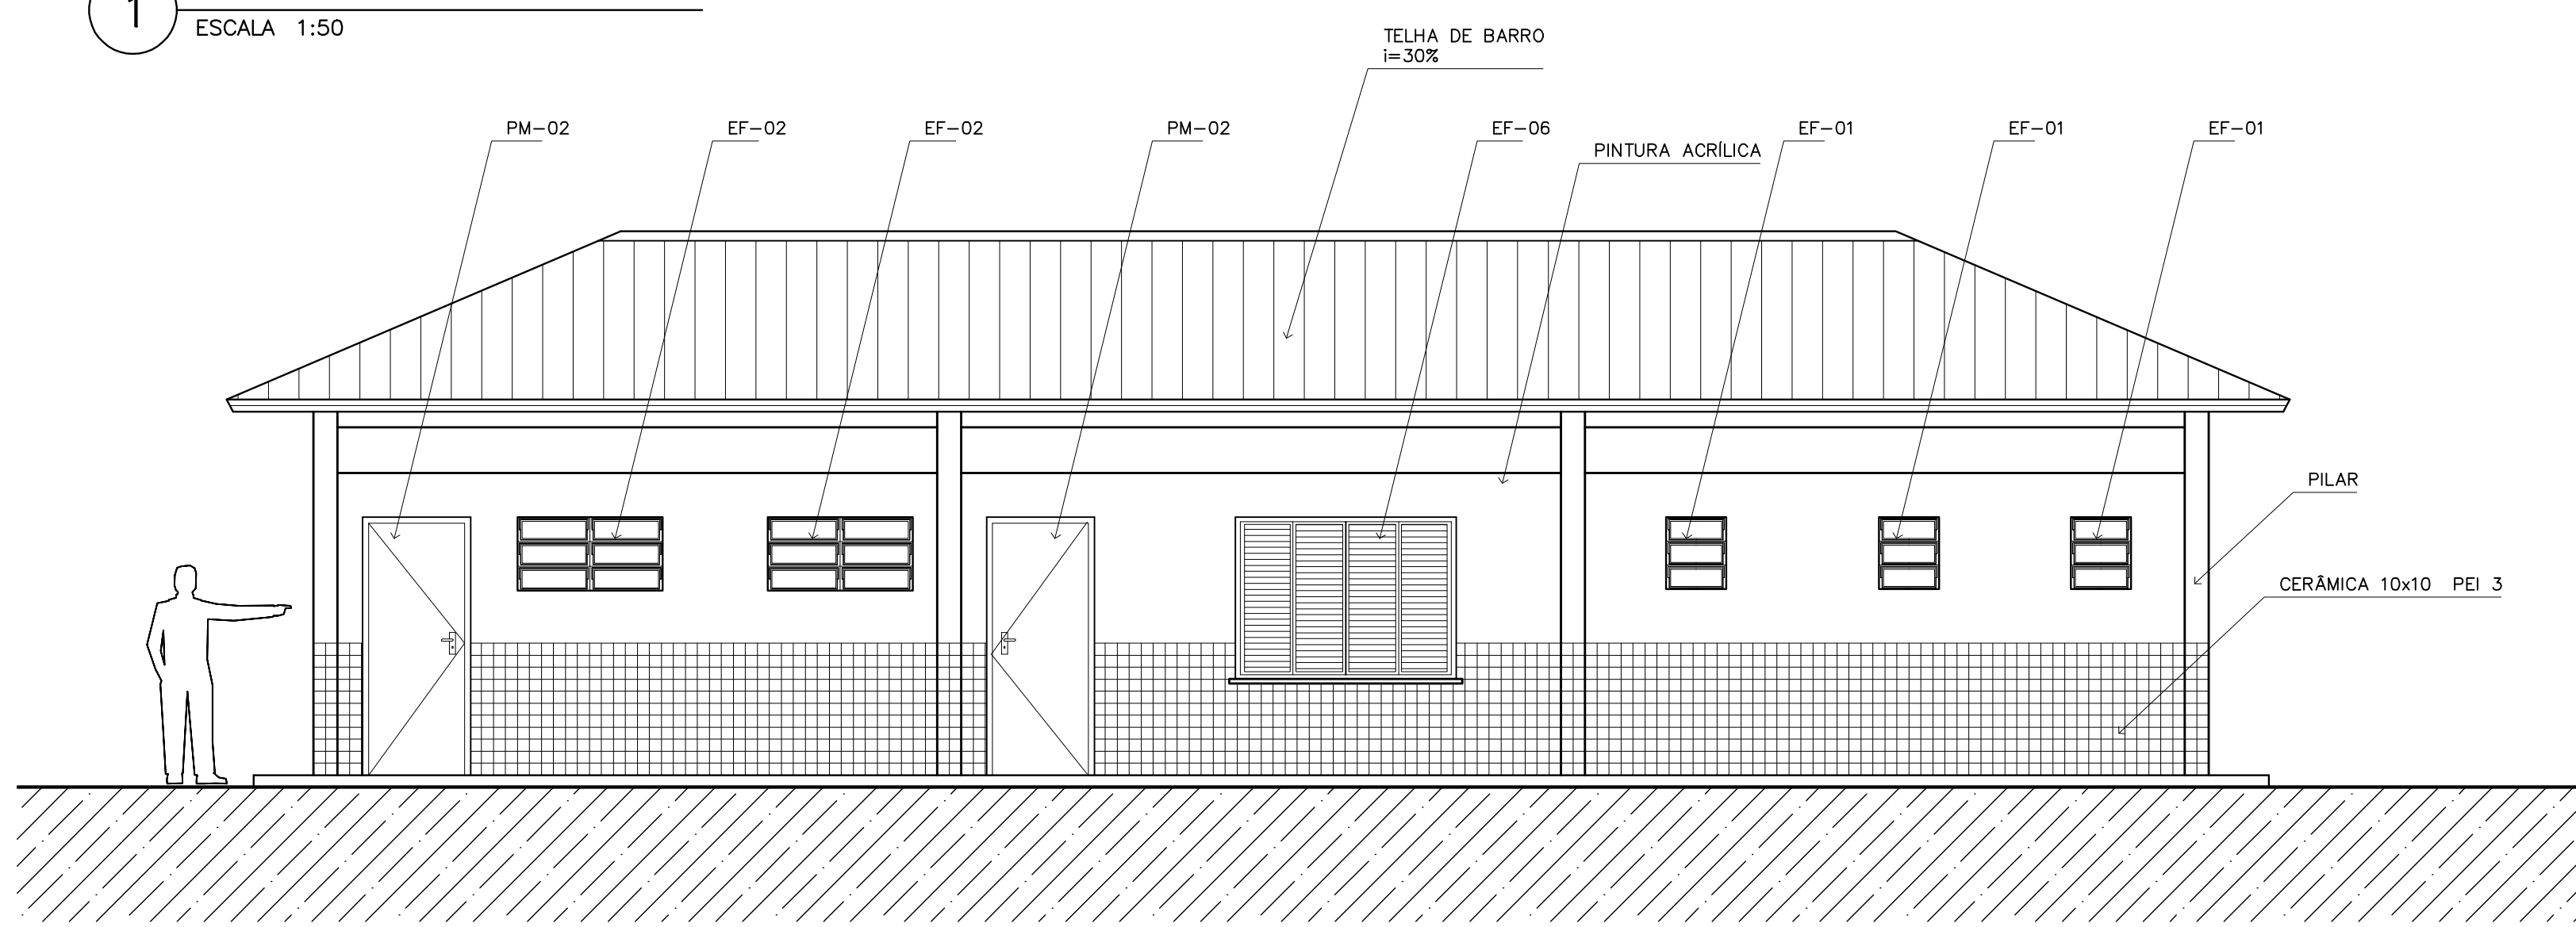 1
ESCALA 1:50
TELHA DE BARRO
i=30%
PM-02
EF-02
EF-02
PM-02
EF-06
PINTURA ACRÍLICA
EF-01
EF-01
EF-01
PILAR
CERÂMICA 10x10 PEI 3